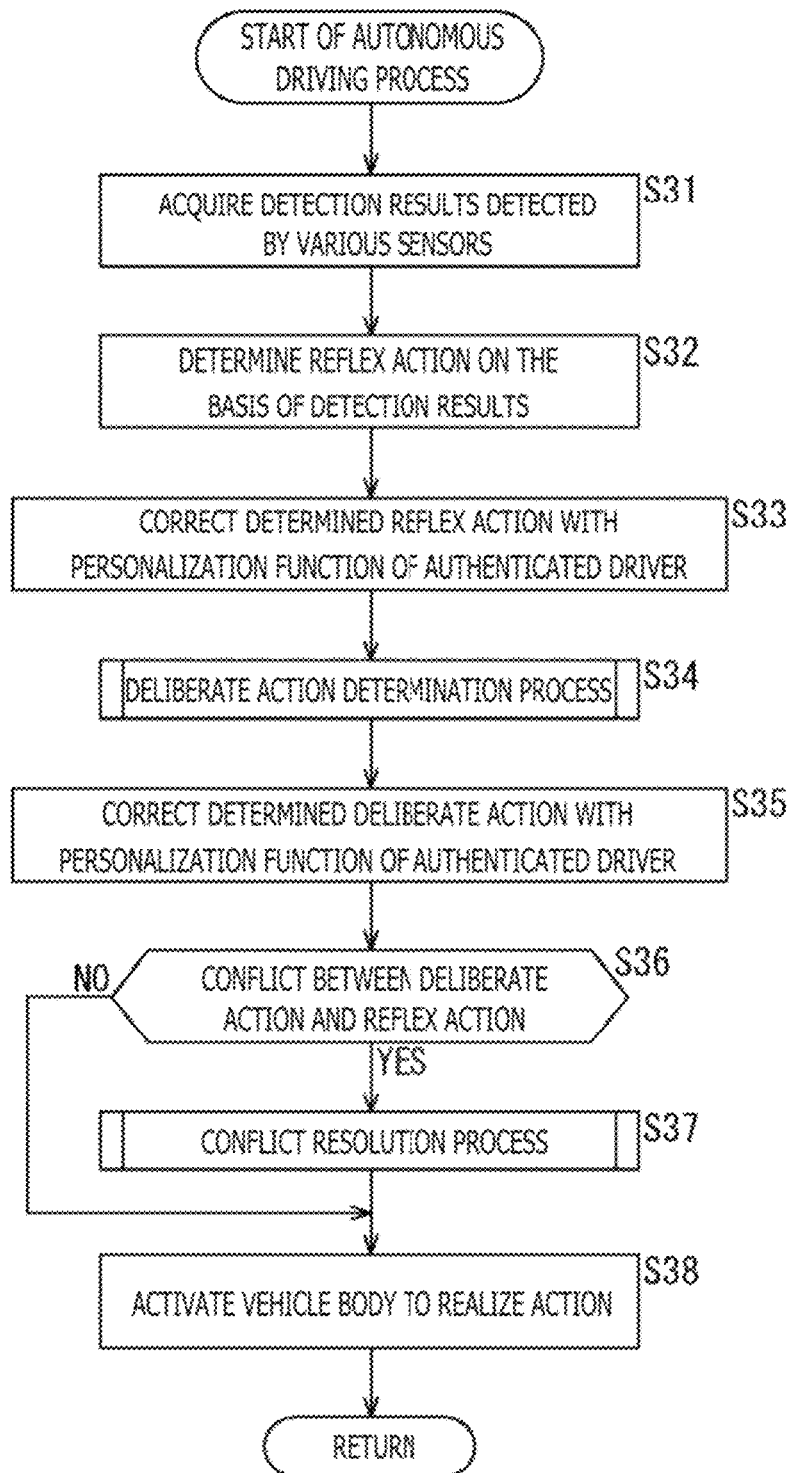 START OF AUTONOMOUS
DRIVING PROCESS
S31
ACQUIRE DETECTION RESULTS DETECTED
BY VARIOUS SENSORS
S32
DETERMINE REFLEX ACTION ON THE
BASIS OF DETECTION RESULTS
S33
CORRECT DETERMINED REFLEX ACTION WITH
PERSONALIZATION FUNCTION OF AUTHENTICATED DRIVER
S34
DELIBERATE ACTION DETERMINATION PROCESS
S35
CORRECT DETERMINED DELIBERATE ACTION WITH
PERSONALIZATION FUNCTION OF AUTHENTICATED DRIVER
S36
NO
CONFLICT BETWEEN DELIBERATE
ACTION AND REFLEX ACTION
YES
S37
CONFLICT RESOLUTION PROCESS
S38
ACTIVATE VEHICLE BODY TO REALIZE ACTION
RETURN